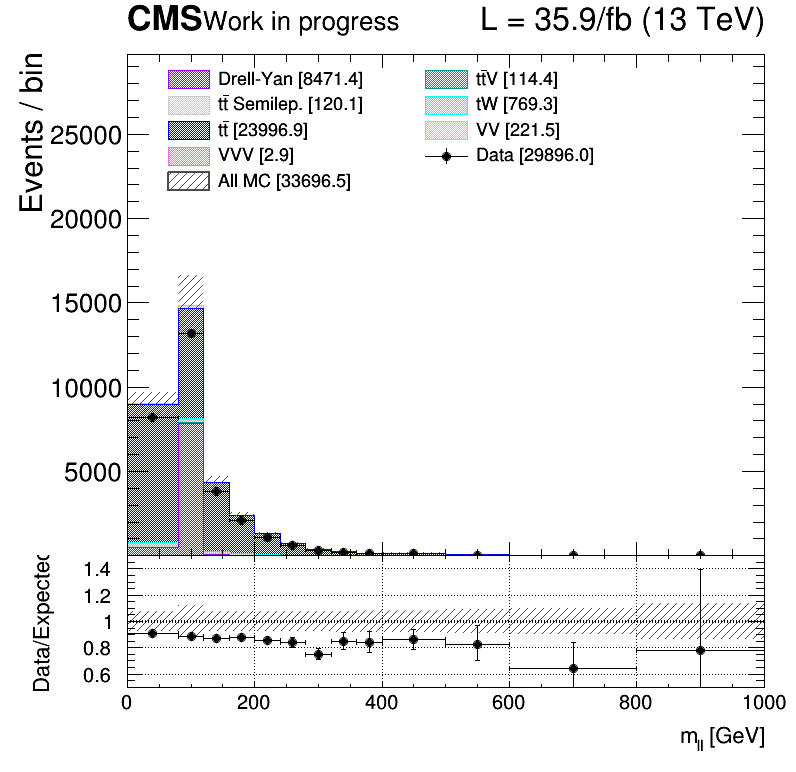 CMS Work in progress L = 35.9/fb (13 TeV)
Events / bin
25000
20000
15000
10000
5000
Drell-Yan [8471.4]
tt̄ Semilep. [120.1]
tt̄ [23996.9]
VVV [2.9]
All MC [33696.5]
tt̄V [114.4]
tW [769.3]
VV [221.5]
Data [29896.0]
Data/Expected
1.4
1.2
1
0.8
0.6
0 200 400 600 800 1000
m_ll [GeV]